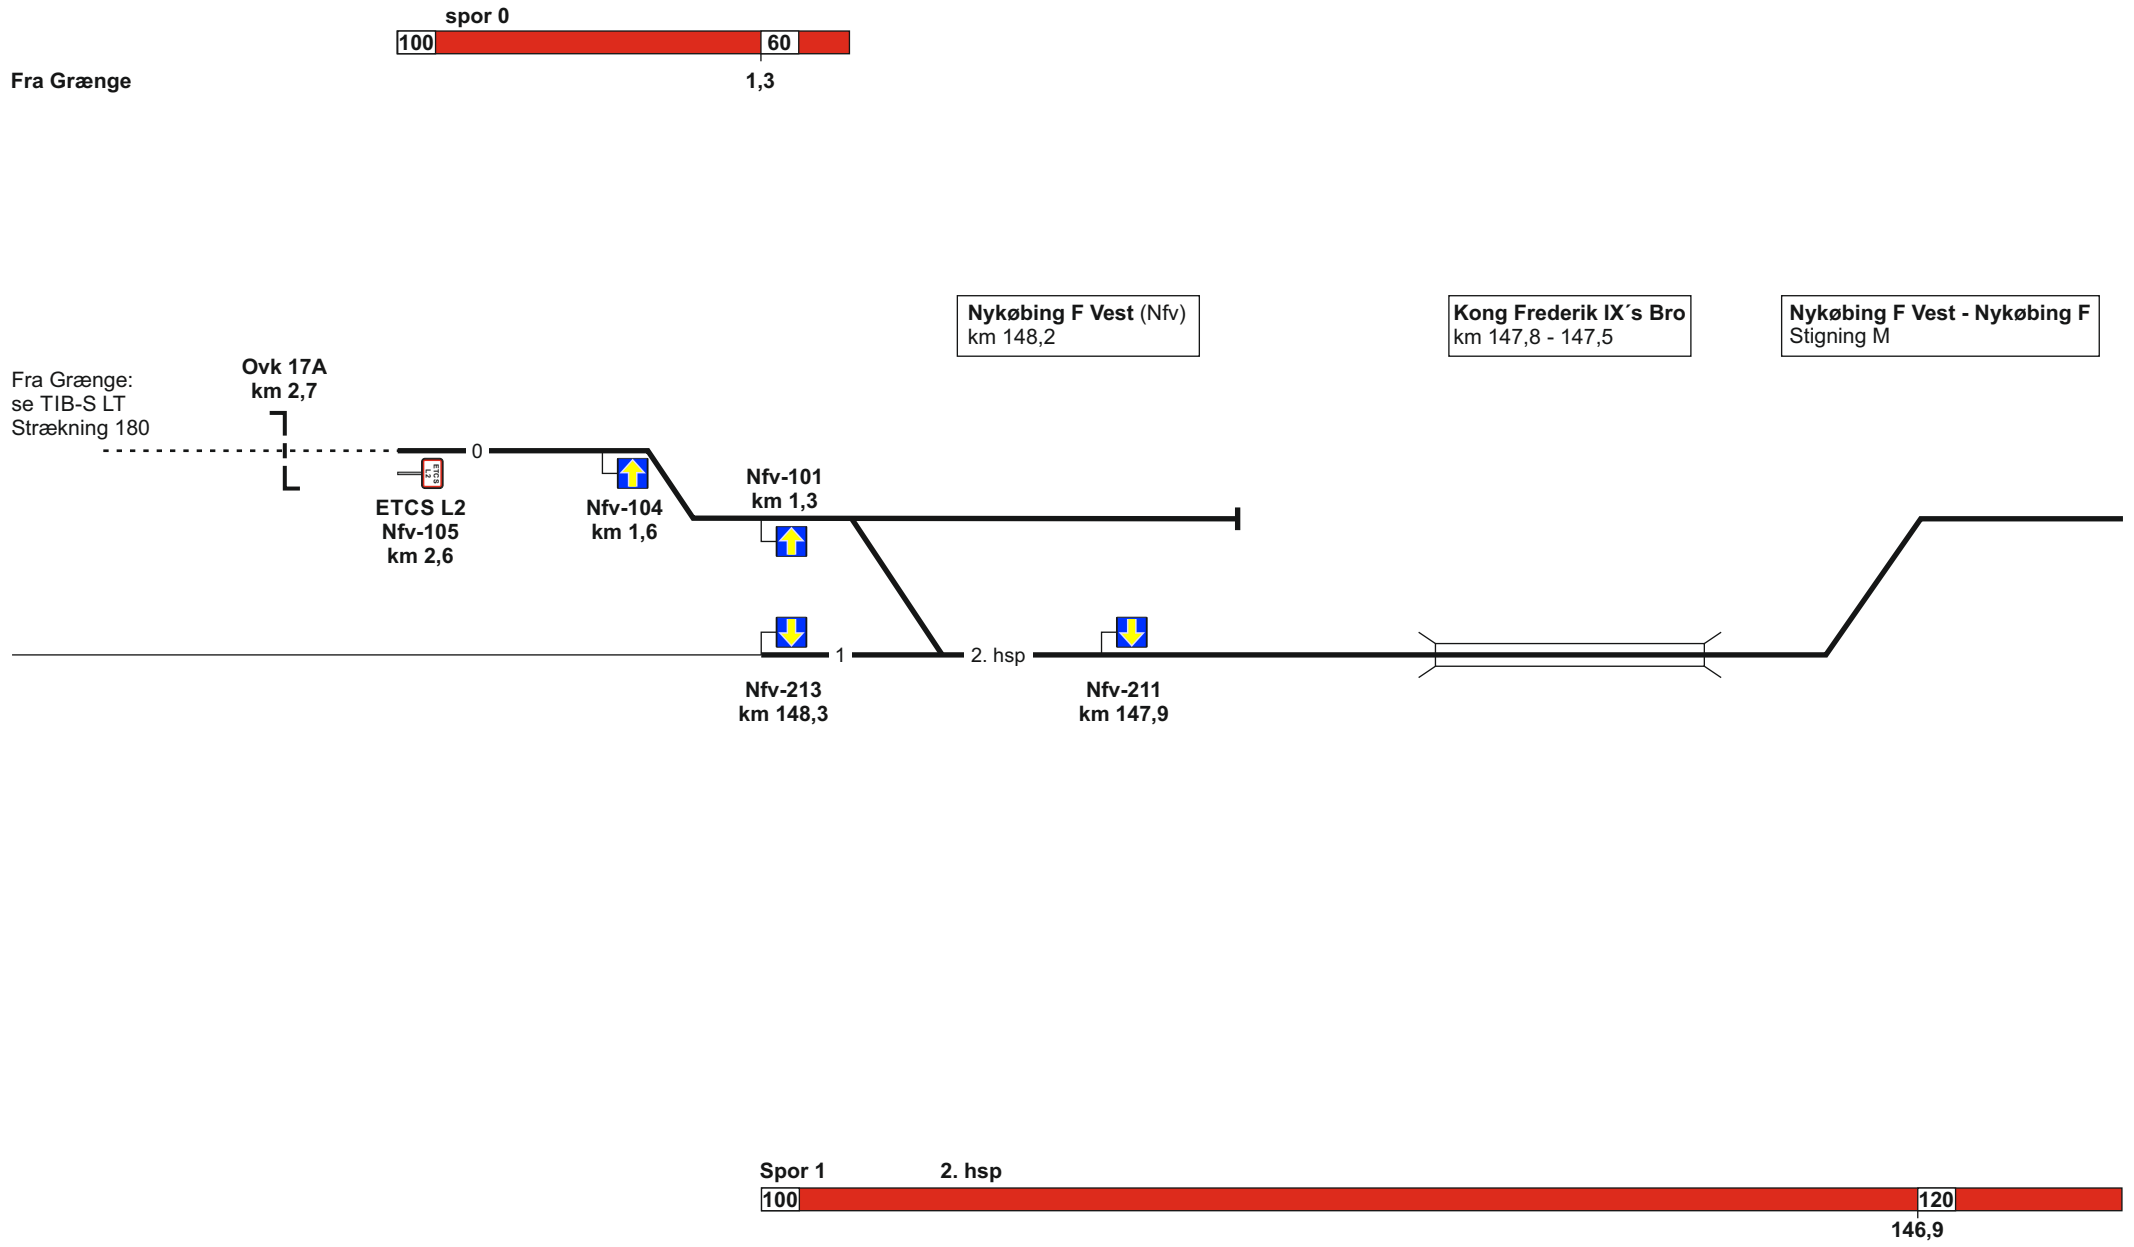 spor 0
100
60
Fra Grænge
1,3
Nykøbing F Vest (Nfv)
km 148,2
Kong Frederik IX´s Bro
km 147,8 - 147,5
Nykøbing F Vest - Nykøbing F
Stigning M
Ovk 17A
km 2,7
Fra Grænge:
se TIB-S LT
Strækning 180
0
ETCS
L2
ETCS L2
Nfv-105
km 2,6
Nfv-104
km 1,6
Nfv-101
km 1,3
1
2. hsp
Nfv-213
km 148,3
Nfv-211
km 147,9
Spor 1
2. hsp
100
120
146,9